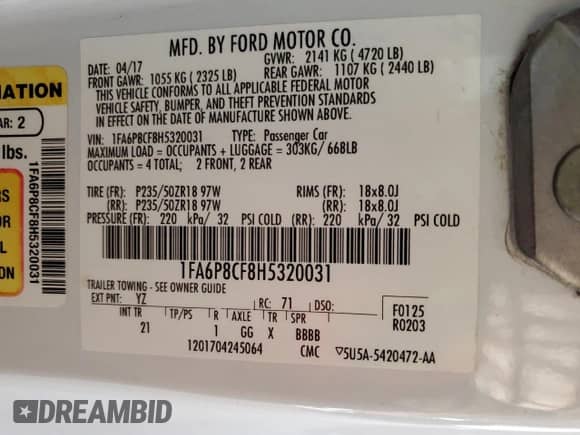 MFD. BY FORD MOTOR CO.
DATE: 04/17 GVWR: 2141 KG ( 4720 LB)
FRONT GAWR: 1055 KG ( 2325 LB) REAR GAWR: 1107 KG ( 2440 LB)
THIS VEHICLE CONFORMS TO ALL APPLICABLE FEDERAL MOTOR
VEHICLE SAFETY, BUMPER, AND THEFT PREVENTION STANDARDS
IN EFFECT ON THE DATE OF MANUFACTURE SHOWN ABOVE.
VIN: 1FA6P8CF8H5320031 TYPE: Passenger Car
MAXIMUM LOAD = OCCUPANTS + LUGGAGE = 303KG/ 668LB
OCCUPANTS = 4 TOTAL; 2 FRONT, 2 REAR
TIRE (FR): P235/50ZR18 97W RIMS (FR): 18x8.0J
(RR): P235/50ZR18 97W (RR): 18x8.0J
PRESSURE (FR): 220 kPa/ 32 PSI COLD (RR): 220 kPa/ 32 PSI COLD
1FA6P8CF8H5320031
TRAILER TOWING - SEE OWNER GUIDE
EXT PNT: YZ RC: 71 DSO: F0125
INT TR TP/PS R AXLE TR SPR R0203
21 1 GG X BBBB
1201704245064 CMC ▽5U5A-5420472-AA
MATION
AR: 2
lbs.
RS
OR
L
ION
1FA6P8CF8H5320031
DREAMBID